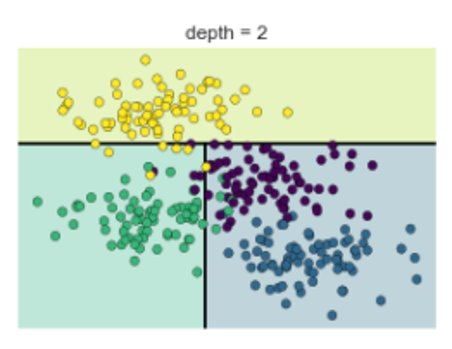 depth = 2